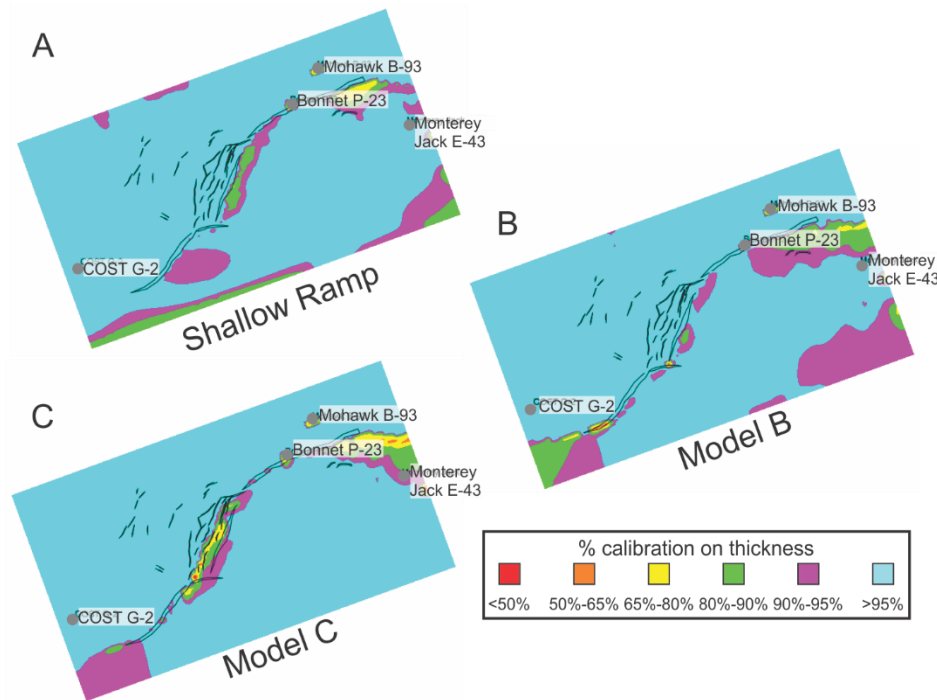 A
Mohawk B-93
Bonnet P-23
Monterey
Jack E-43
COST G-2
Shallow Ramp
B
Mohawk B-93
Bonnet P-23
Monterey
Jack E-43
COST G-2
Model B
C
Mohawk B-93
Bonnet P-23
Monterey
Jack E-43
COST G-2
Model C
% calibration on thickness
<50% 50%-65% 65%-80% 80%-90% 90%-95% >95%